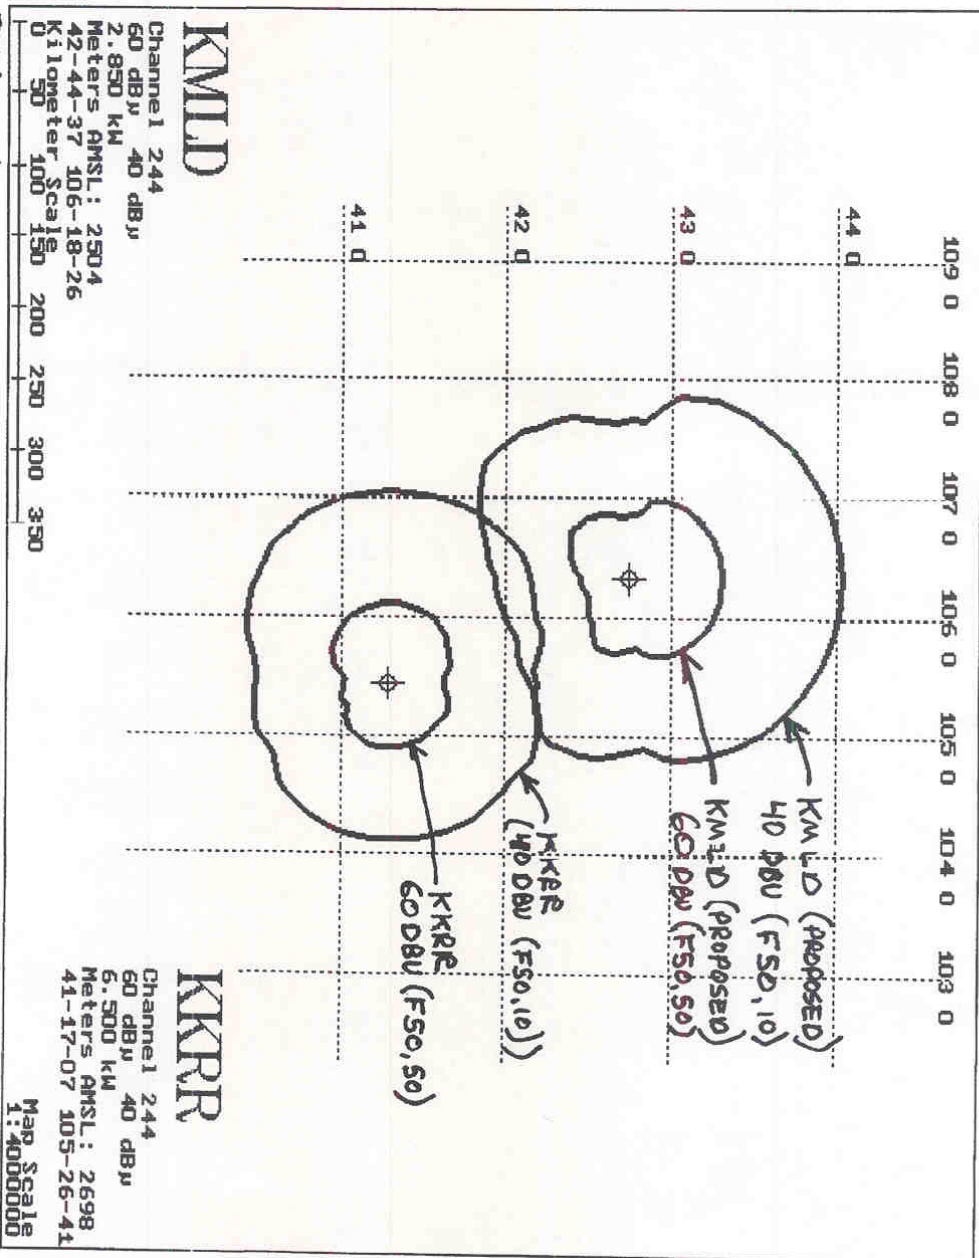 109 0
108 0
107 0
106 0
105 0
104 0
103 0
44 0
43 0
42 0
41 0
KMLD (PROPOSED)
40 DBU (F50,10)
KMLD (PROPOSED)
60 DBU (F50,50)
KKRR
(40 DBU (F50,10))
KKRR
60 DBU (F50,50)
KMLD
Channel 244
60 dBµ 40 dBµ
2.850 kW
Meters AMSL: 2504
42-44-37 106-18-26
Kilometer Scale
0 50 100 150 200 250 300 350
KKRR
Channel 244
60 dBµ 40 dBµ
6.500 kW
Meters AMSL: 2698
41-17-07 105-26-41
Map Scale
1:4000000